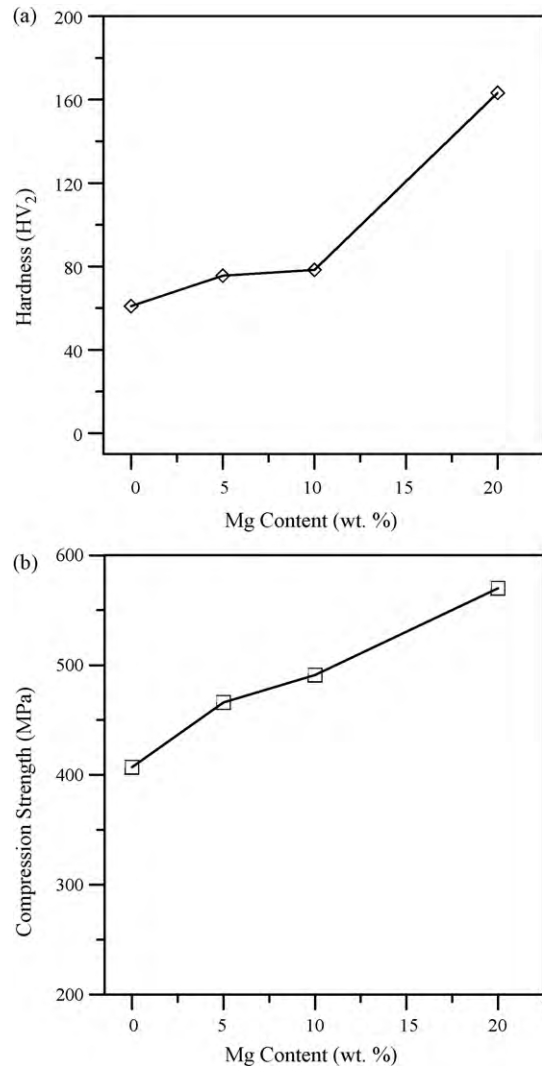 (a)
200
160
120
80
40
0
Hardness (HV₂)
0 5 10 15 20
Mg Content (wt. %)
(b)
600
500
400
300
200
Compression Strength (MPa)
0 5 10 15 20
Mg Content (wt. %)